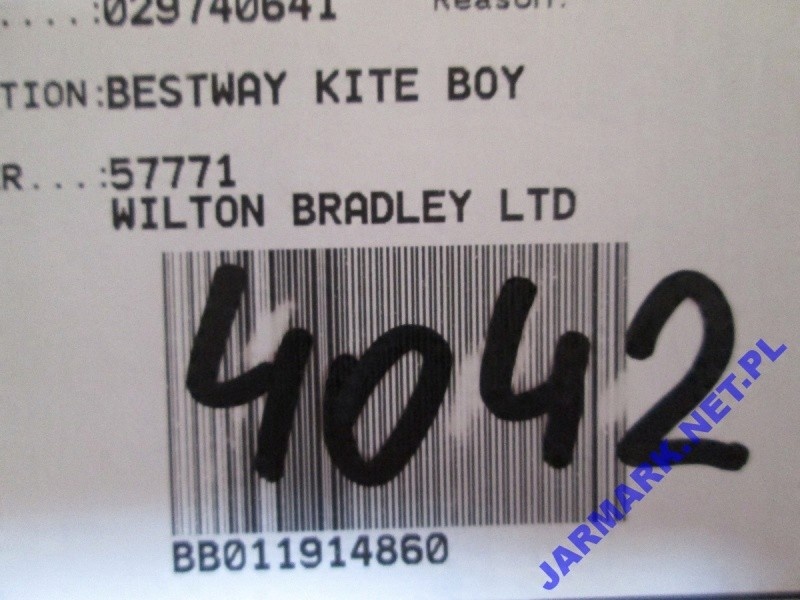 ....:029740641 Reason:
TION:BESTWAY KITE BOY
R...:57771
WILTON BRADLEY LTD
4042
BB011914860
JARMARK.NET.PL